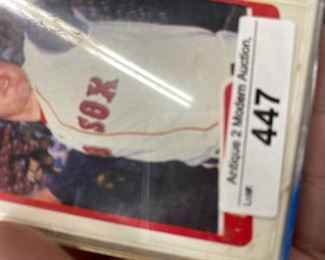 Antique 2 Modern Auction,
447
SOX